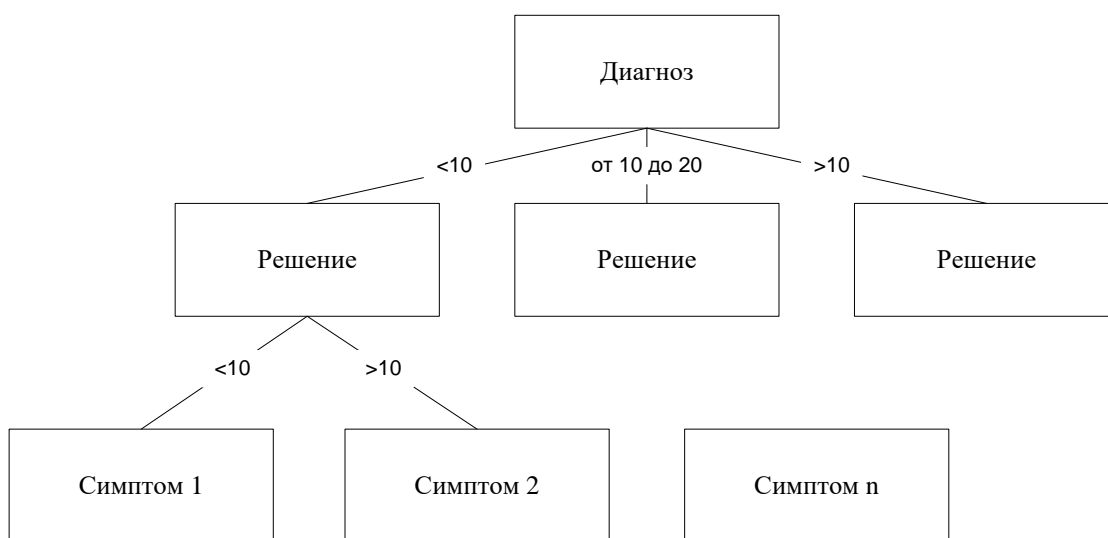 Диагноз
<10
от 10 до 20
>10
Решение
Решение
Решение
<10
>10
Симптом 1
Симптом 2
Симптом n